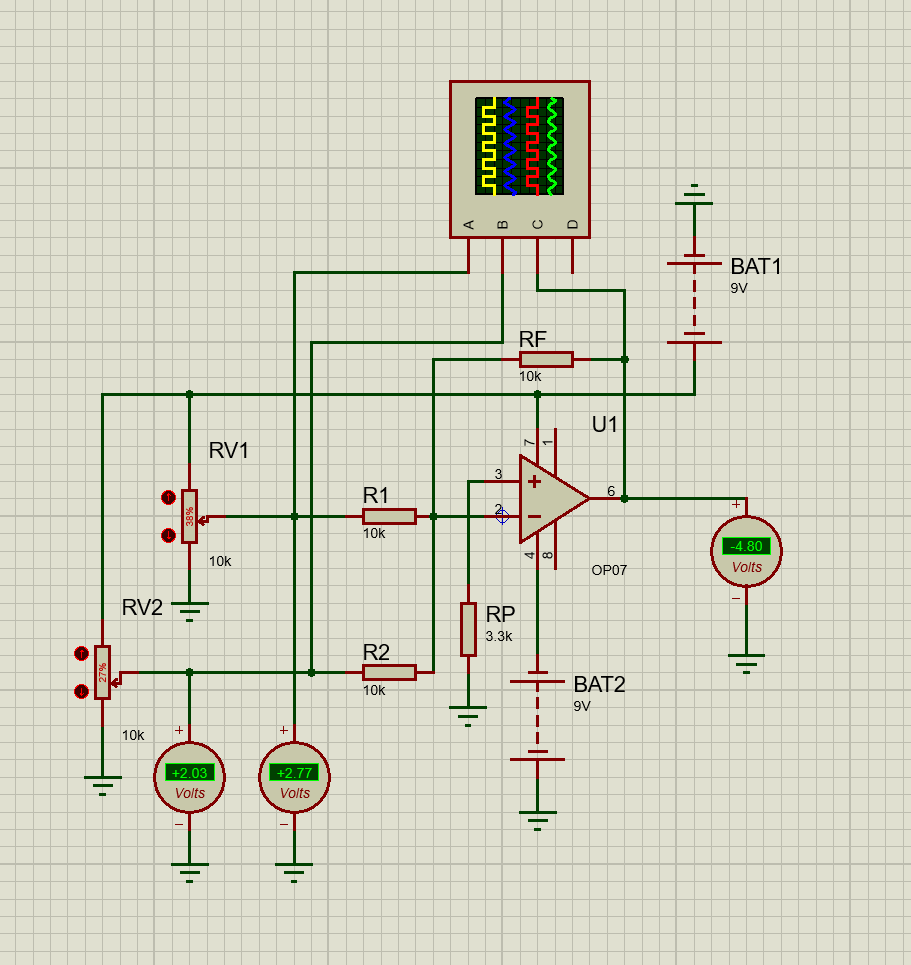 A B C D
BAT1
9V
RF
10k
U1
7 1
RV1
3
6
R1
2
+
38%
10k
-4.80
Volts
10k
4 8
OP07
−
RV2
RP
3.3k
R2
27%
10k
BAT2
9V
10k
+ +
+2.03 +2.77
Volts Volts
− −